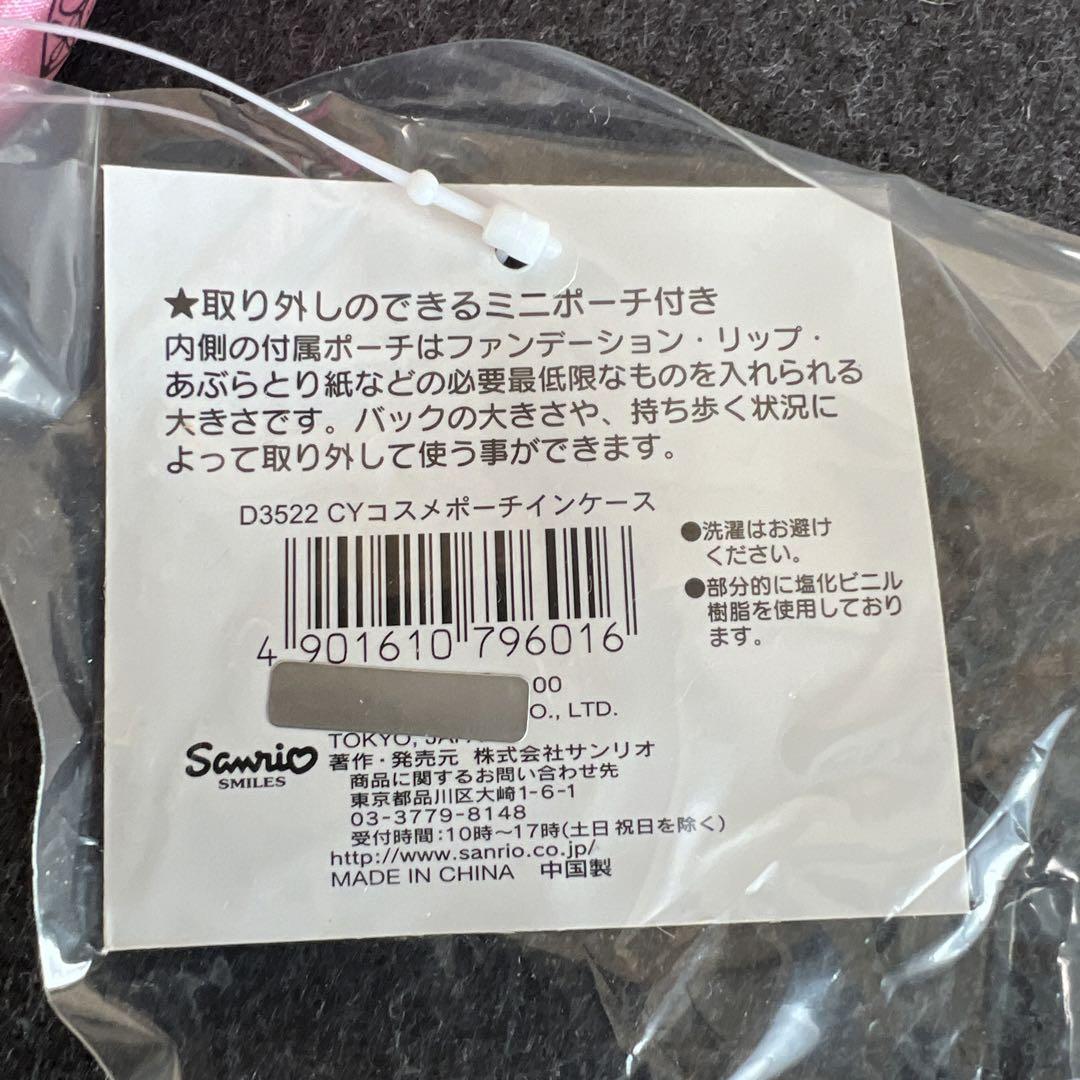 ★取り外しのできるミニポーチ付き
内側の付属ポーチはファンデーション・リップ・
あぶらとり紙などの必要最低限なものを入れられる
大きさです。バックの大きさや、持ち歩く状況に
よって取り外して使う事ができます。
D3522 CYコスメポーチインケース
4 901610 796016
●洗濯はお避け
ください。
●部分的に塩化ビニル
樹脂を使用しており
ます。
00
O., LTD.
TOKYO,
Sanrio
SMILES
著作・発売元 株式会社サンリオ
商品に関するお問い合わせ先
東京都品川区大崎1-6-1
03-3779-8148
受付時間:10時〜17時(土日 祝日を除く)
http://www.sanrio.co.jp/
MADE IN CHINA 中国製